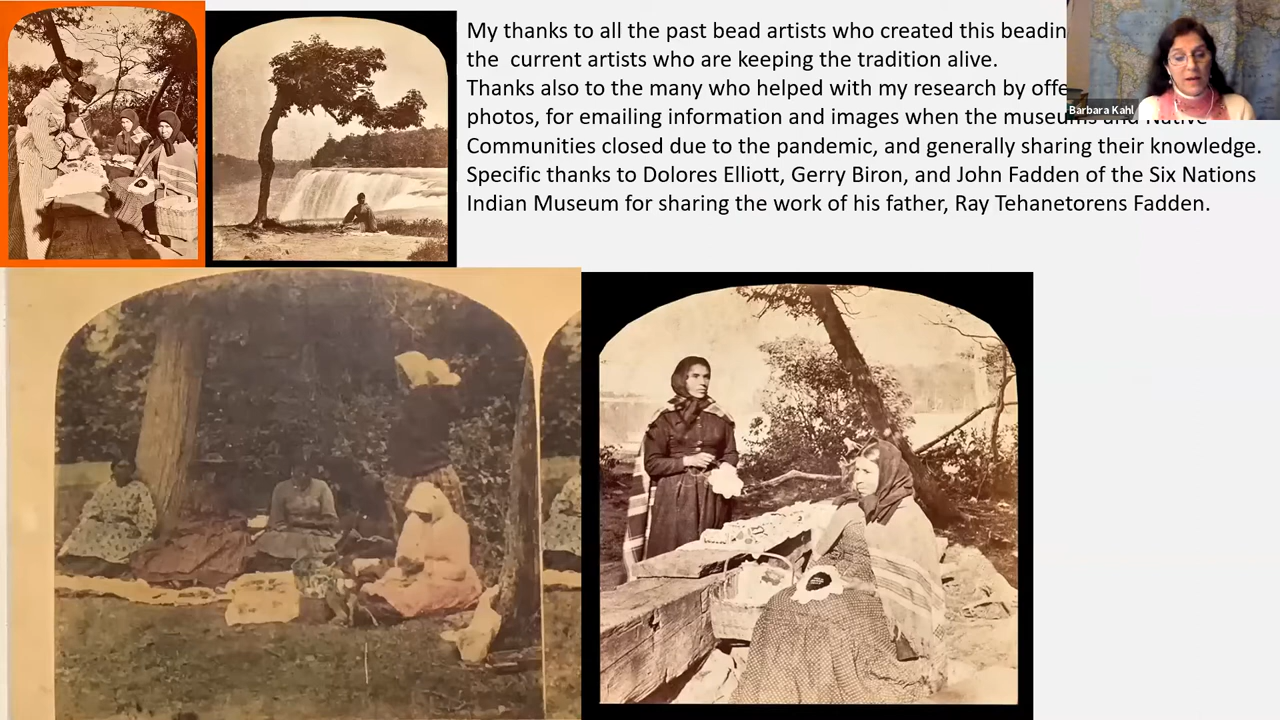 My thanks to all the past bead artists who created this beadin
the  current artists who are keeping the tradition alive.
Thanks also to the many who helped with my research by offe
photos, for emailing information and images when the museums and Native
Communities closed due to the pandemic, and generally sharing their knowledge.
Specific thanks to Dolores Elliott, Gerry Biron, and John Fadden of the Six Nations
Indian Museum for sharing the work of his father, Ray Tehanetorens Fadden.
Barbara Kahl